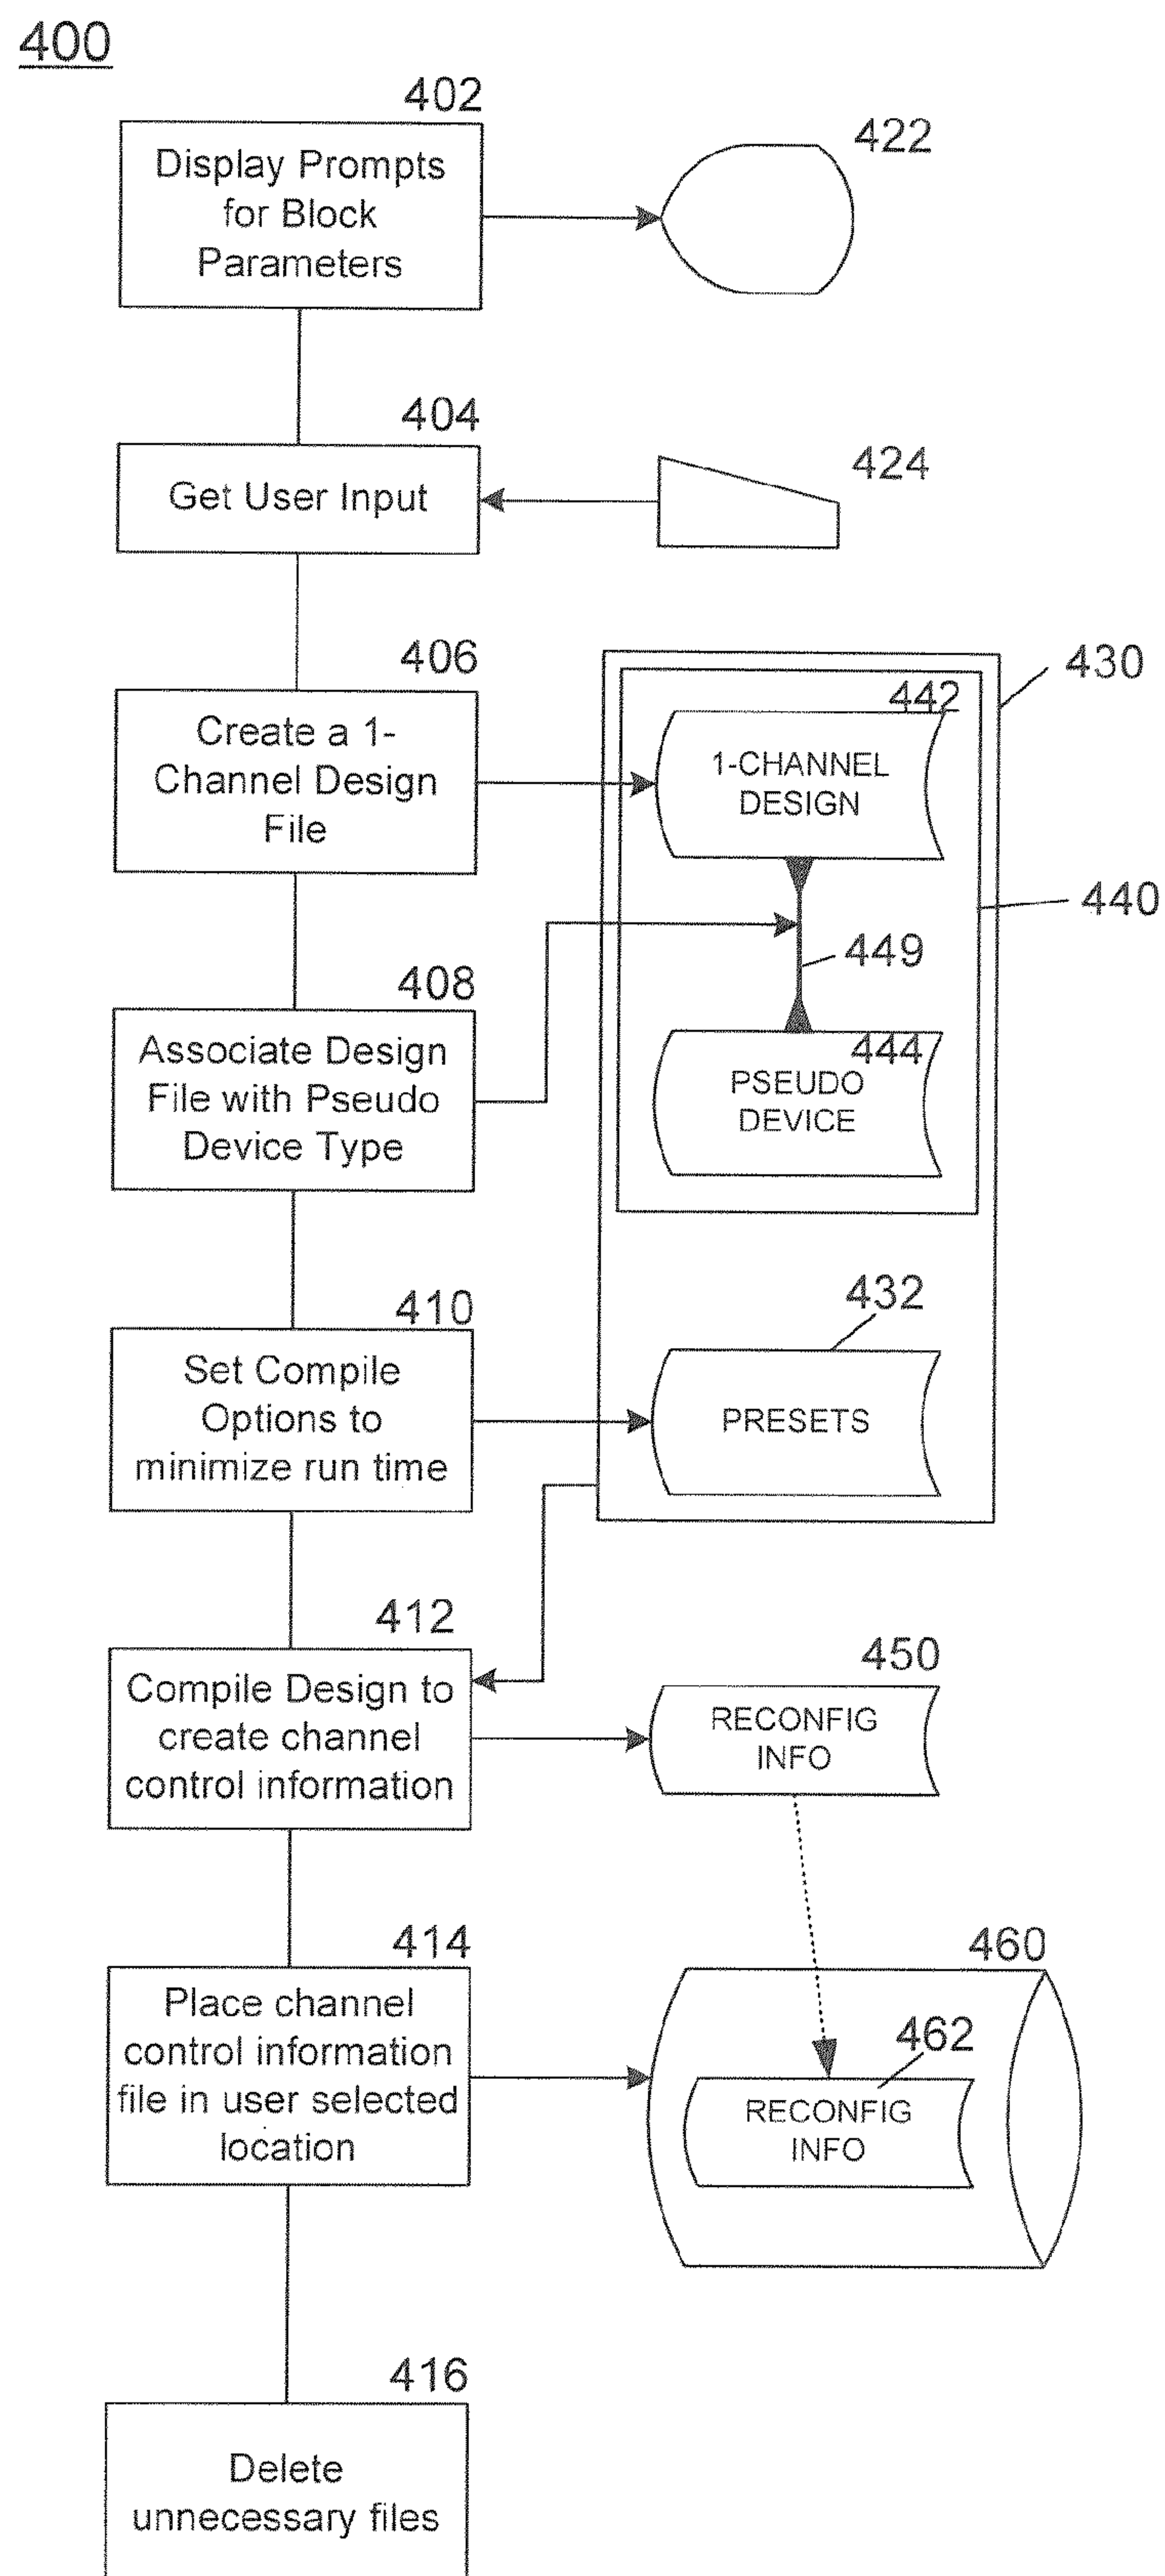 400
402
Display Prompts
for Block
Parameters
422
404
Get User Input
424
406
Create a 1-
Channel Design
File
430
442
1-CHANNEL
DESIGN
440
449
408
Associate Design
File with Pseudo
Device Type
444
PSEUDO
DEVICE
410
Set Compile
Options to
minimize run time
432
PRESETS
412
Compile Design to
create channel
control information
450
RECONFIG
INFO
414
Place channel
control information
file in user selected
location
460
462
RECONFIG
INFO
416
Delete
unnecessary files